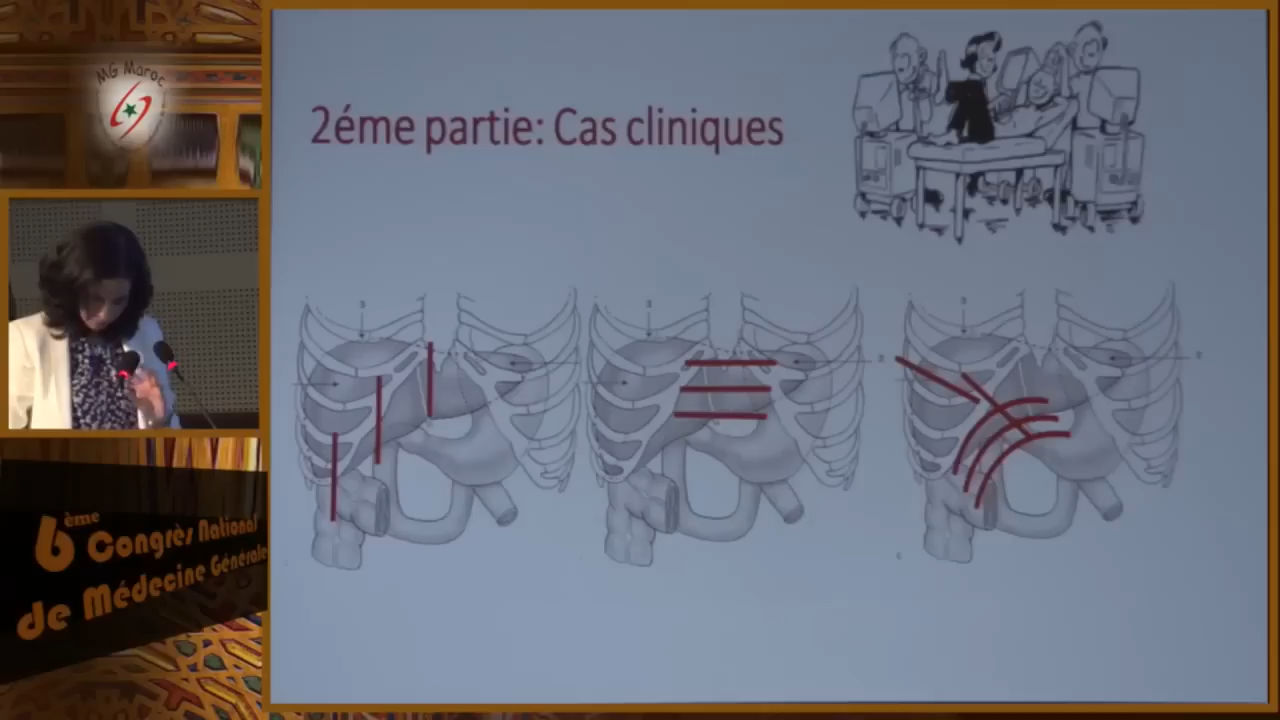 MG Maroc
2éme partie: Cas cliniques
6ème Congrès National
de Médecine Générale